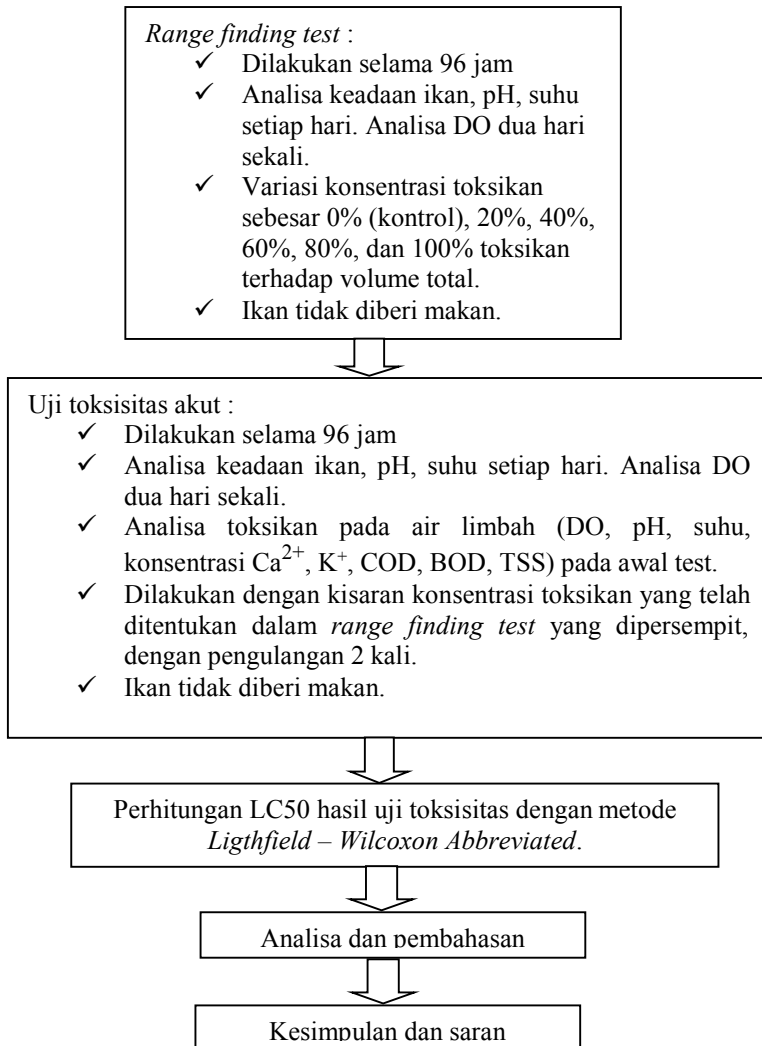 Range finding test :
✓ Dilakukan selama 96 jam
✓ Analisa keadaan ikan, pH, suhu
setiap hari. Analisa DO dua hari
sekali.
✓ Variasi konsentrasi toksikan
sebesar 0% (kontrol), 20%, 40%,
60%, 80%, dan 100% toksikan
terhadap volume total.
✓ Ikan tidak diberi makan.
Uji toksisitas akut :
✓ Dilakukan selama 96 jam
✓ Analisa keadaan ikan, pH, suhu setiap hari. Analisa DO
dua hari sekali.
✓ Analisa toksikan pada air limbah (DO, pH, suhu,
konsentrasi Ca²⁺, K⁺, COD, BOD, TSS) pada awal test.
✓ Dilakukan dengan kisaran konsentrasi toksikan yang telah
ditentukan dalam range finding test yang dipersempit,
dengan pengulangan 2 kali.
✓ Ikan tidak diberi makan.
Perhitungan LC50 hasil uji toksisitas dengan metode
Ligthfield – Wilcoxon Abbreviated.
Analisa dan pembahasan
Kesimpulan dan saran